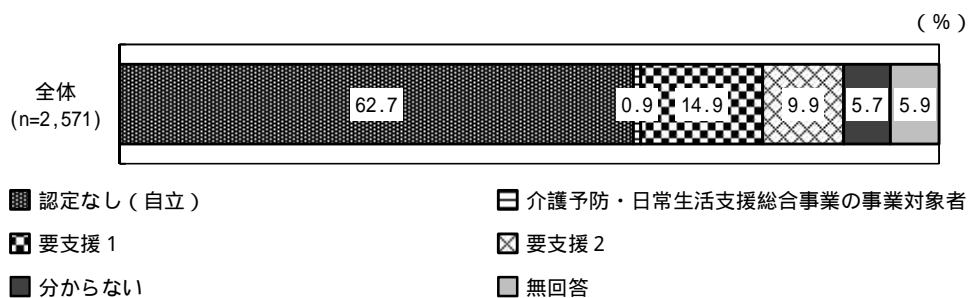 (%)
全体
(n=2,571)
62.7 0.9 14.9 9.9 5.7 5.9
認定なし(自立)
介護予防・日常生活支援総合事業の事業対象者
要支援1
要支援2
分からない
無回答